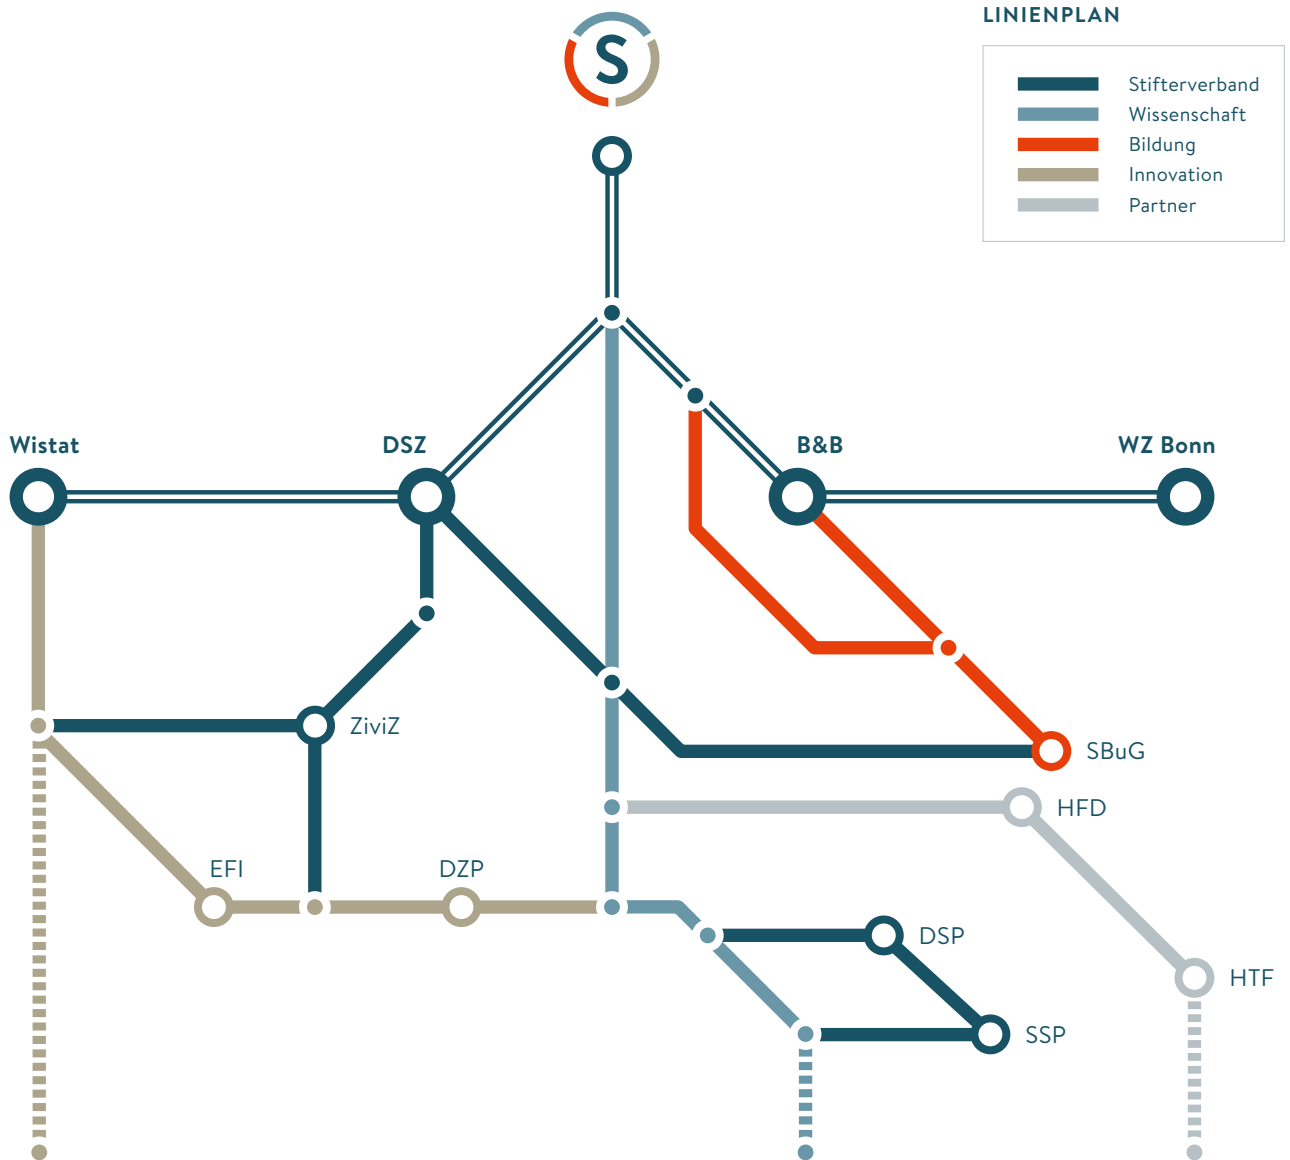 LINIENPLAN
S
Stifterverband
Wissenschaft
Bildung
Innovation
Partner
Wistat
DSZ
B&B
WZ Bonn
ZiviZ
SBuG
HFD
EFI
DZP
DSP
HTF
SSP